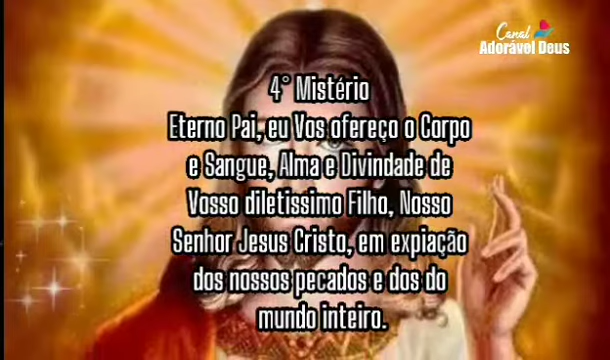 Canal
Adorável Deus
4° Mistério
Eterno Pai, eu Vos ofereço o Corpo
e Sangue, Alma e Divindade de
Vosso diletissimo Filho, Nosso
Senhor Jesus Cristo, em expiação
dos nossos pecados e dos do
mundo inteiro.